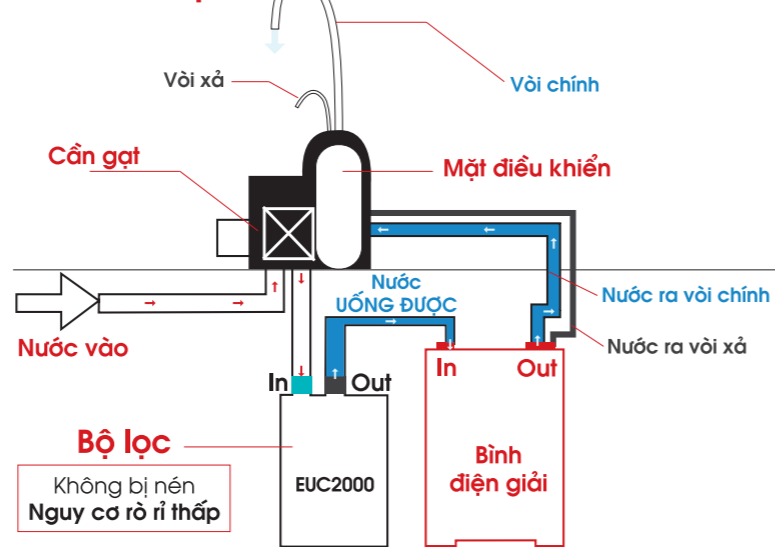 Vòi xả
Vòi chính
Cần gạt
Mặt điều khiển
Nước
UỐNG ĐƯỢC
Nước ra vòi chính
Nước vào
Nước ra vòi xả
In
Out
In
Out
Bộ lọc
Không bị nén
Nguy cơ rò rỉ thấp
EUC2000
Bình
điện giải